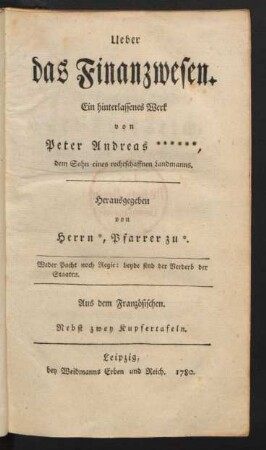 Ueber
das Finanzwesen.
Ein hinterlassenes Werk
von
Peter Andreas ******,
dem Sohn eines rechtschaffnen Landmanns.
Herausgegeben
von
Herrn *, Pfarrer zu *.
Weder Pacht noch Regie: beyde sind der Verderb der
Staaten.
Aus dem Französischen.
Nebst zwey Kupfertafeln.
Leipzig,
bey Weidmanns Erben und Reich. 1780.